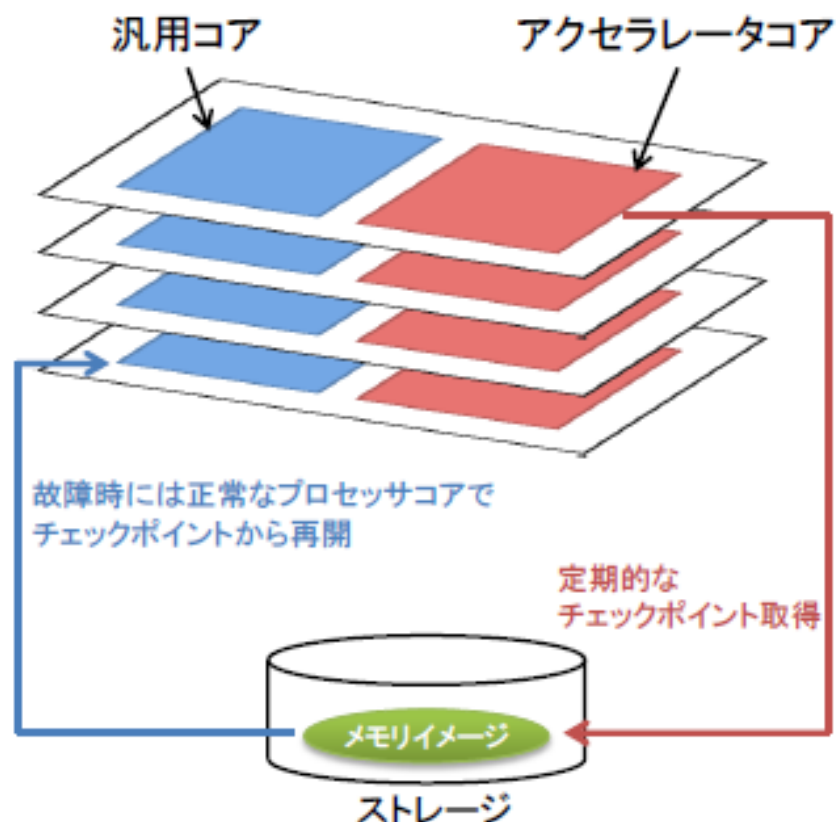 汎用コア
アクセラレータコア
故障時には正常なプロセッサコアで
チェックポイントから再開
定期的な
チェックポイント取得
メモリイメージ
ストレージ